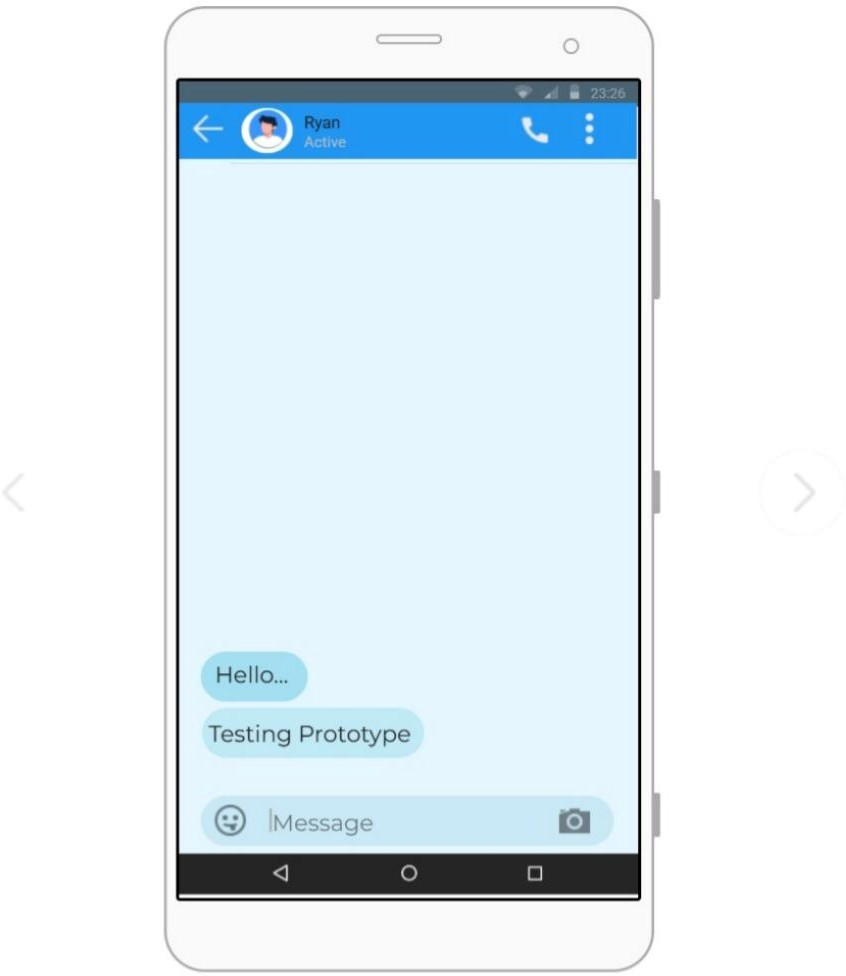 23:26
Ryan
Active
Hello...
Testing Prototype
Message